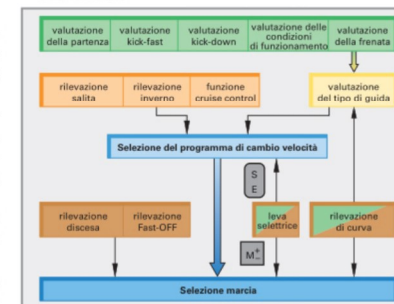 valutazione
della partenza
valutazione
kick-fast
valutazione
kick-down
valutazione delle
condizioni
di funzionamento
valutazione
della frenata
rilevazione
salita
rilevazione
inverno
funzione
cruise control
valutazione
del tipo di guida
Selezione del programma di cambio velocità
S
E
rilevazione
discesa
rilevazione
Fast-OFF
leva
selettrice
rilevazione
di curva
M+
−
Selezione marcia